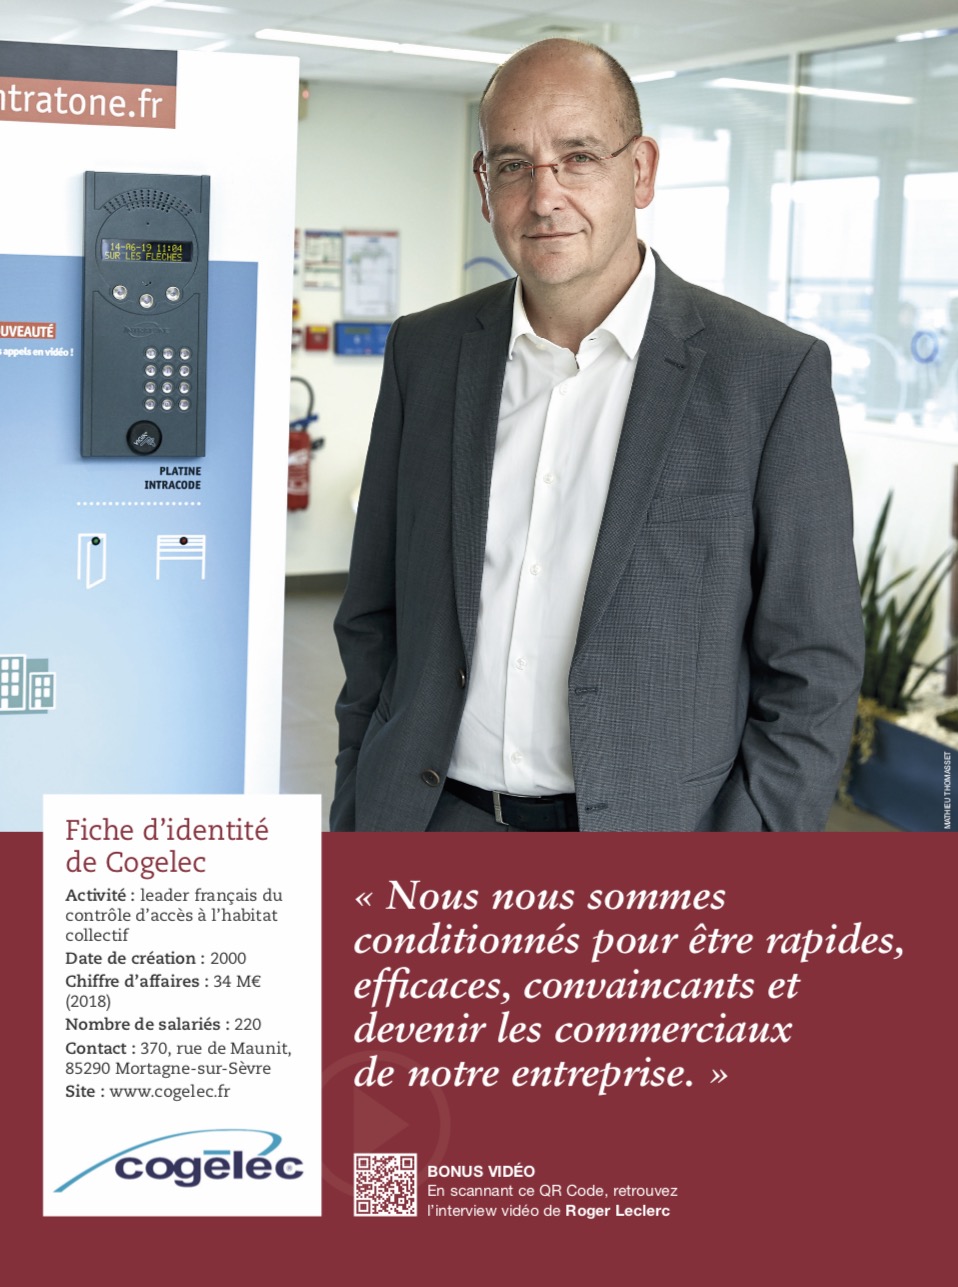 ntratone.fr
14-06-19 11:04
SUR LES FLECHES
UVEAUTÉ
s appels en vidéo !
PLATINE
INTRACODE
MATHIEU THOMASSET
Fiche d’identité
de Cogelec
Activité : leader français du
contrôle d’accès à l’habitat
collectif
Date de création : 2000
Chiffre d’affaires : 34 M€
(2018)
Nombre de salariés : 220
Contact : 370, rue de Maunit,
85290 Mortagne-sur-Sèvre
Site : www.cogelec.fr
cogēlec
« Nous nous sommes
conditionnés pour être rapides,
efficaces, convaincants et
devenir les commerciaux
de notre entreprise. »
BONUS VIDÉO
En scannant ce QR Code, retrouvez
l’interview vidéo de Roger Leclerc